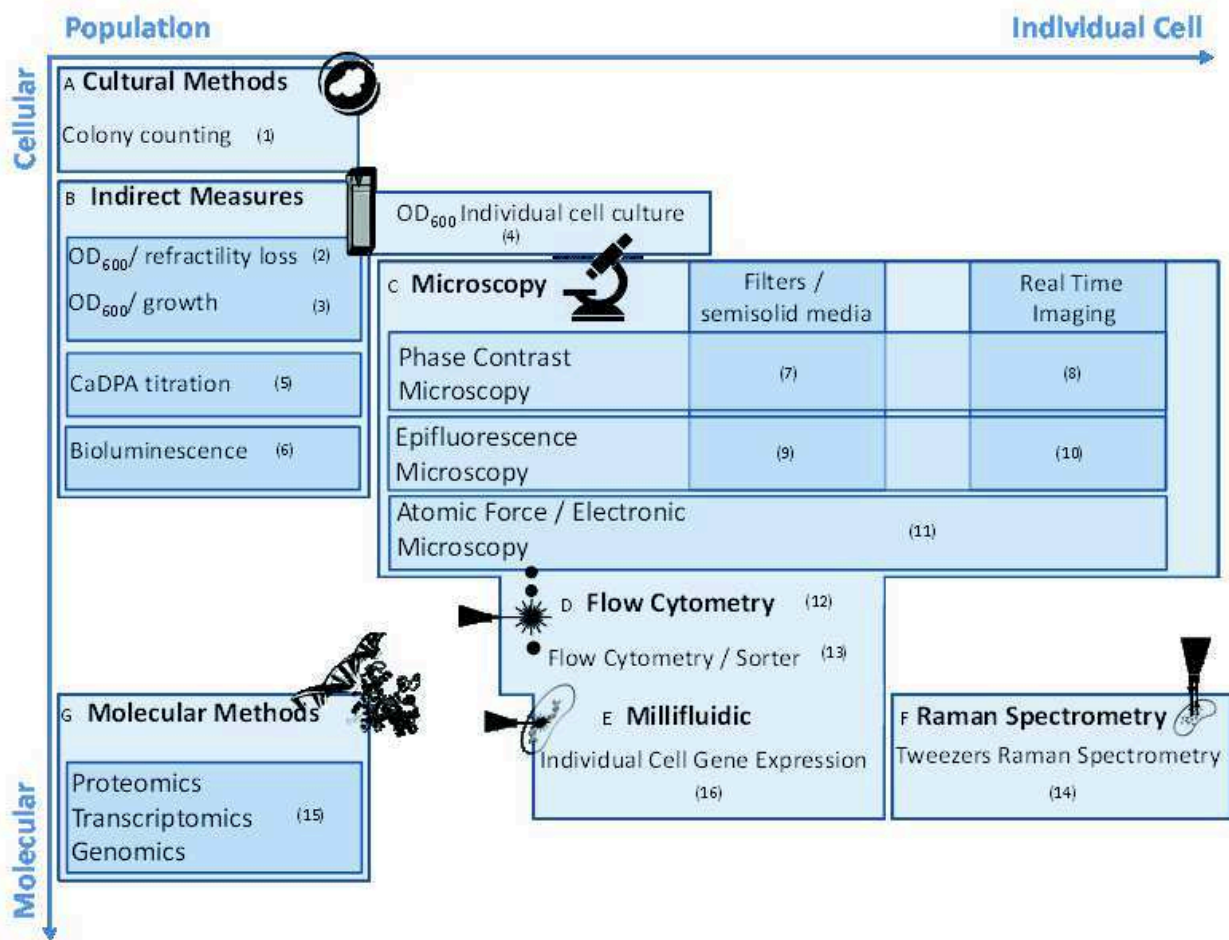 Population
Individual Cell
Cellular
Molecular
A Cultural Methods
Colony counting (1)
B Indirect Measures
OD600/ refractility loss (2)
OD600/ growth (3)
CaDPA titration (5)
Bioluminescence (6)
OD600 Individual cell culture
(4)
C Microscopy
Filters /
semisolid media
Real Time
Imaging
Phase Contrast
Microscopy
(7)
(8)
Epifluorescence
Microscopy
(9)
(10)
Atomic Force / Electronic
Microscopy
(11)
D Flow Cytometry (12)
Flow Cytometry / Sorter (13)
E Millifluidic
Individual Cell Gene Expression
(16)
F Raman Spectrometry
Tweezers Raman Spectrometry
(14)
G Molecular Methods
Proteomics
Transcriptomics (15)
Genomics